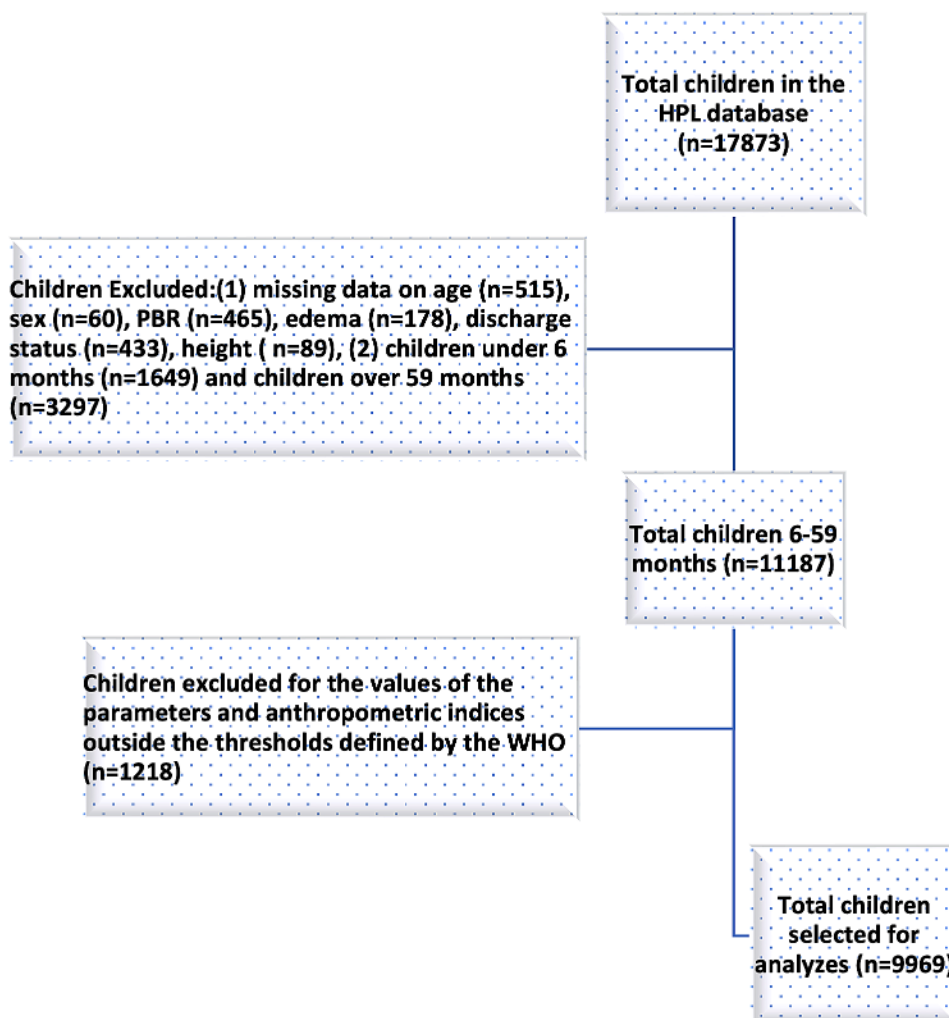 Total children in the
HPL database
(n=17873)
Children Excluded:(1) missing data on age (n=515),
sex (n=60), PBR (n=465), edema (n=178), discharge
status (n=433), height ( n=89), (2) children under 6
months (n=1649) and children over 59 months
(n=3297)
Total children 6-59
months (n=11187)
Children excluded for the values of the
parameters and anthropometric indices
outside the thresholds defined by the WHO
(n=1218)
Total children
selected for
analyzes (n=9969)